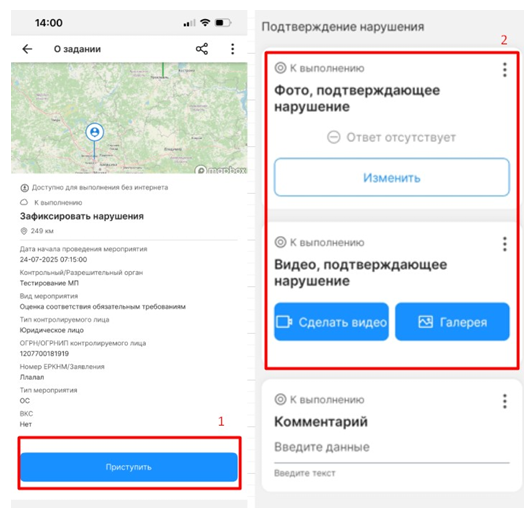 14:00
О задании
mapbox
Доступно для выполнения без интернета
К выполнению
Зафиксировать нарушения
249 км
Дата начала проведения мероприятия
24-07-2025 07:15:00
Контрольный/Разрешительный орган
Тестирование МП
Вид мероприятия
Оценка соответствия обязательным требованиям
Тип контролируемого лица
Юридическое лицо
ОГРН/ОГРНИП контролируемого лица
1207700181919
Номер ЕРКНМ/Заявления
Ллалал
Тип мероприятия
ОС
ВКС
Нет
1
Приступить
Подтверждение нарушения
2
К выполнению
Фото, подтверждающее
нарушение
Ответ отсутствует
Изменить
К выполнению
Видео, подтверждающее
нарушение
Сделать видео
Галерея
К выполнению
Комментарий
Введите данные
Введите текст